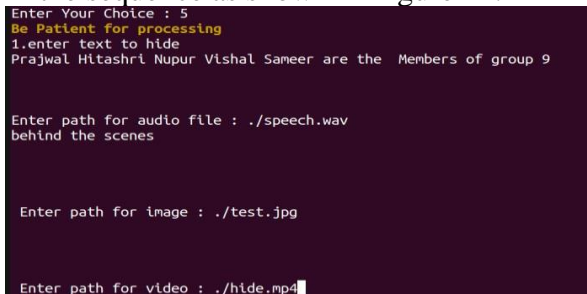 Enter Your Choice : 5
Be Patient for processing
1.enter text to hide
Prajwal Hitashri Nupur Vishal Sameer are the Members of group 9
Enter path for audio file : ./speech.wav
behind the scenes
Enter path for image : ./test.jpg
Enter path for video : ./hide.mp4